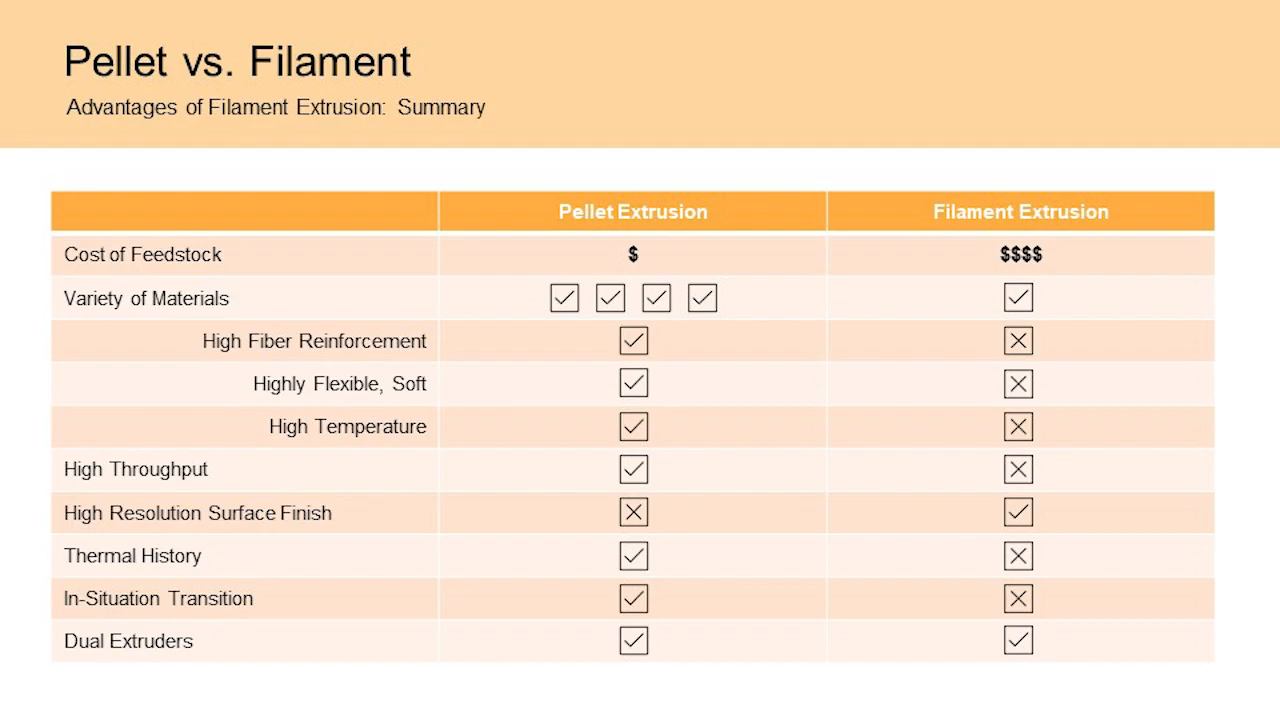 Pellet vs. Filament
Advantages of Filament Extrusion: Summary
Pellet Extrusion Filament Extrusion
Cost of Feedstock $ $$$$
Variety of Materials ☑ ☑ ☑ ☑ ☑
High Fiber Reinforcement ☑ ☒
Highly Flexible, Soft ☑ ☒
High Temperature ☑ ☒
High Throughput ☑ ☒
High Resolution Surface Finish ☒ ☑
Thermal History ☑ ☒
In-Situation Transition ☑ ☒
Dual Extruders ☑ ☑